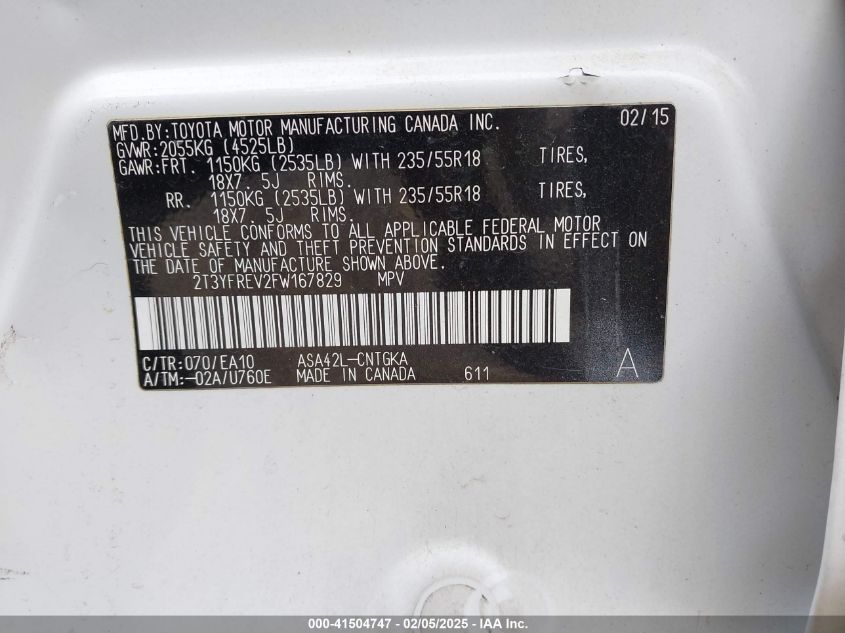 MFD.BY:TOYOTA MOTOR MANUFACTURING CANADA INC. 02/15
GVWR:2055KG (4525LB)
GAWR:FRT. 1150KG (2535LB) WITH 235/55R18 TIRES,
18X7. 5J RIMS.
RR. 1150KG (2535LB) WITH 235/55R18 TIRES,
18X7. 5J RIMS.
THIS VEHICLE CONFORMS TO ALL APPLICABLE FEDERAL MOTOR
VEHICLE SAFETY AND THEFT PREVENTION STANDARDS IN EFFECT ON
THE DATE OF MANUFACTURE SHOWN ABOVE.
2T3YFREV2FW167829 MPV
C/TR:070/EA10 ASA42L-CNTGKA
A/TM:-02A/U760E MADE IN CANADA 611 A
000-41504747 - 02/05/2025 - IAA Inc.